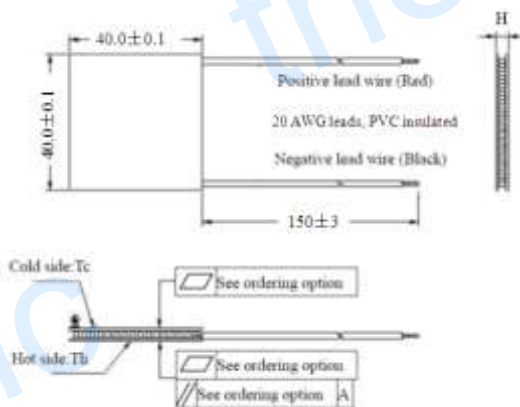 40.0±0.1
H
40.0±0.1
Positive lead wire (Red)
20 AWG leads, PVC insulated
Negative lead wire (Black)
150±3
Cold side:Tc
See ordering option
Hot side:Th
See ordering option
See ordering option A